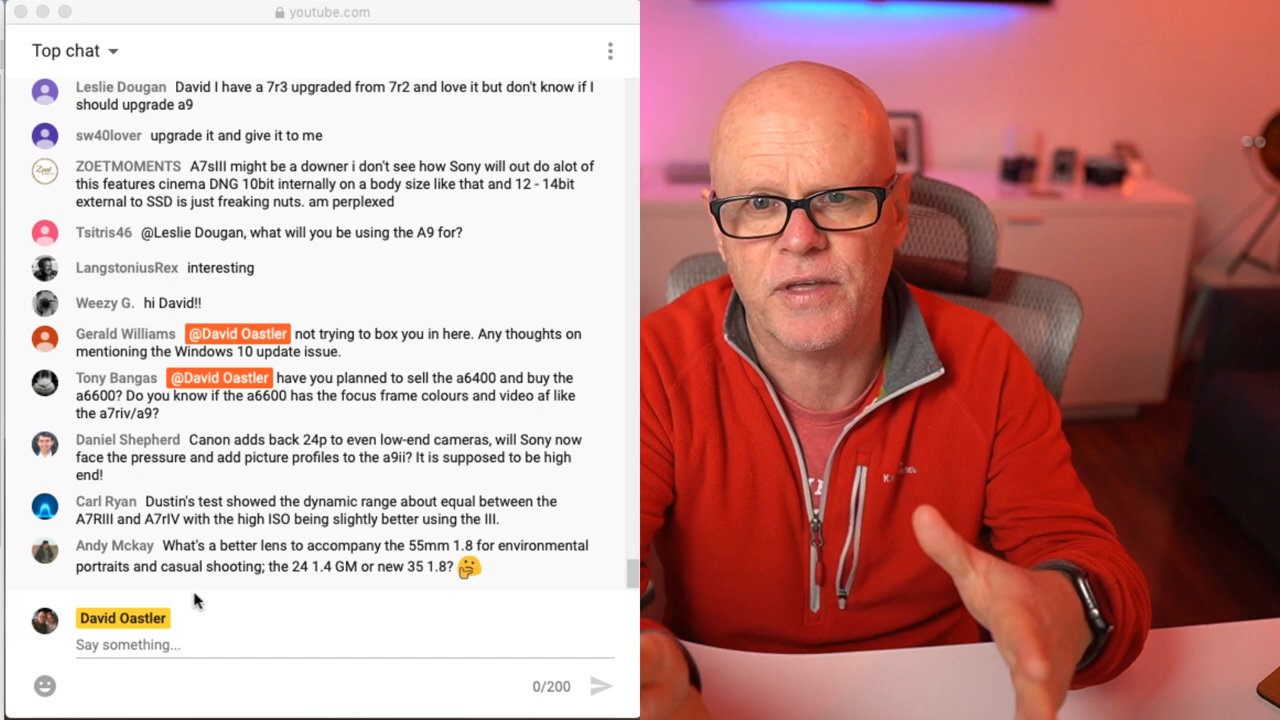 youtube.com
Top chat
Leslie Dougan David I have a 7r3 upgraded from 7r2 and love it but don't know if I
should upgrade a9
sw40lover upgrade it and give it to me
ZOETMOMENTS A7sIII might be a downer i don't see how Sony will out do alot of
this features cinema DNG 10bit internally on a body size like that and 12 - 14bit
external to SSD is just freaking nuts. am perplexed
Tsitris46 @Leslie Dougan, what will you be using the A9 for?
LangstoniusRex interesting
Weezy G. hi David!!
Gerald Williams @David Oastler not trying to box you in here. Any thoughts on
mentioning the Windows 10 update issue.
Tony Bangas @David Oastler have you planned to sell the a6400 and buy the
a6600? Do you know if the a6600 has the focus frame colours and video af like
the a7riv/a9?
Daniel Shepherd Canon adds back 24p to even low-end cameras, will Sony now
face the pressure and add picture profiles to the a9ii? It is supposed to be high
end!
Carl Ryan Dustin's test showed the dynamic range about equal between the
A7RIII and A7rIV with the high ISO being slightly better using the III.
Andy Mckay What's a better lens to accompany the 55mm 1.8 for environmental
portraits and casual shooting; the 24 1.4 GM or new 35 1.8? 🤔
David Oastler
Say something...
0/200